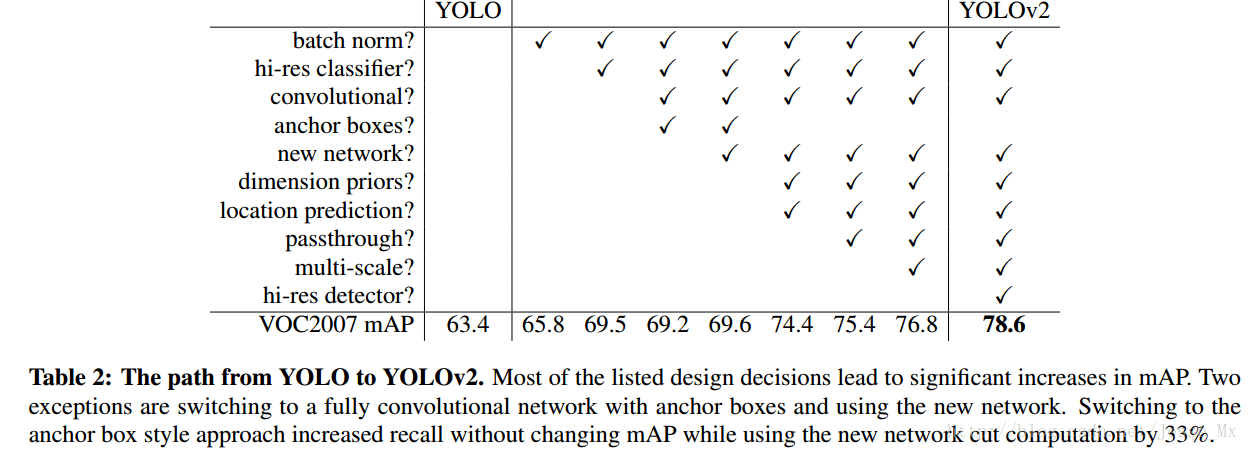 YOLO YOLOv2
batch norm? ✓ ✓ ✓ ✓ ✓ ✓ ✓ ✓
hi-res classifier? ✓ ✓ ✓ ✓ ✓ ✓ ✓
convolutional? ✓ ✓ ✓ ✓ ✓ ✓
anchor boxes? ✓ ✓
new network? ✓ ✓ ✓ ✓ ✓
dimension priors? ✓ ✓ ✓ ✓
location prediction? ✓ ✓ ✓ ✓
passthrough? ✓ ✓ ✓
multi-scale? ✓ ✓
hi-res detector? ✓
VOC2007 mAP 63.4 65.8 69.5 69.2 69.6 74.4 75.4 76.8 78.6
Table 2: The path from YOLO to YOLOv2. Most of the listed design decisions lead to significant increases in mAP. Two
exceptions are switching to a fully convolutional network with anchor boxes and using the new network. Switching to the
anchor box style approach increased recall without changing mAP while using the new network cut computation by 33%.